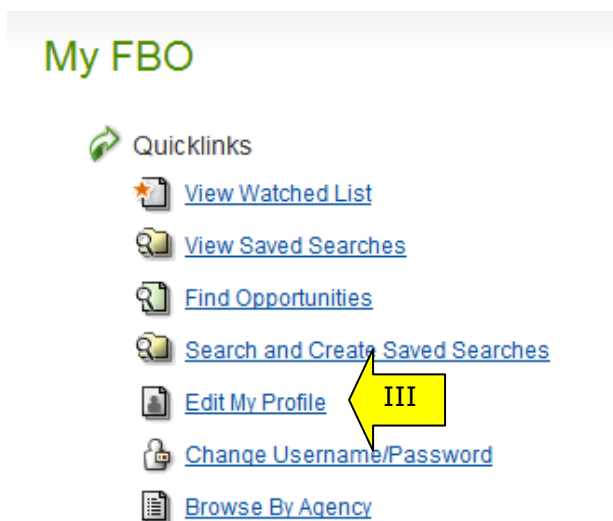 My FBO
Quicklinks
View Watched List
View Saved Searches
Find Opportunities
Search and Create Saved Searches
Edit My Profile III
Change Username/Password
Browse By Agency